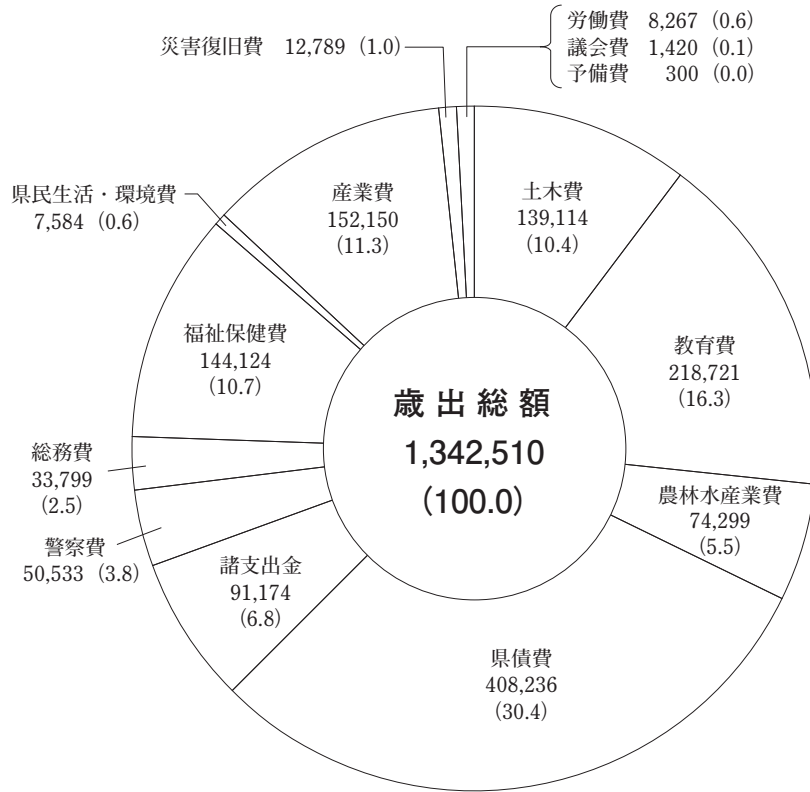 労働費 8,267 (0.6)
議会費 1,420 (0.1)
予備費 300 (0.0)
災害復旧費 12,789 (1.0)
土木費
139,114
(10.4)
教育費
218,721
(16.3)
農林水産業費
74,299
(5.5)
県債費
408,236
(30.4)
諸支出金
91,174
(6.8)
警察費
50,533 (3.8)
総務費
33,799
(2.5)
福祉保健費
144,124
(10.7)
県民生活・環境費
7,584 (0.6)
産業費
152,150
(11.3)
歳出総額
1,342,510
(100.0)